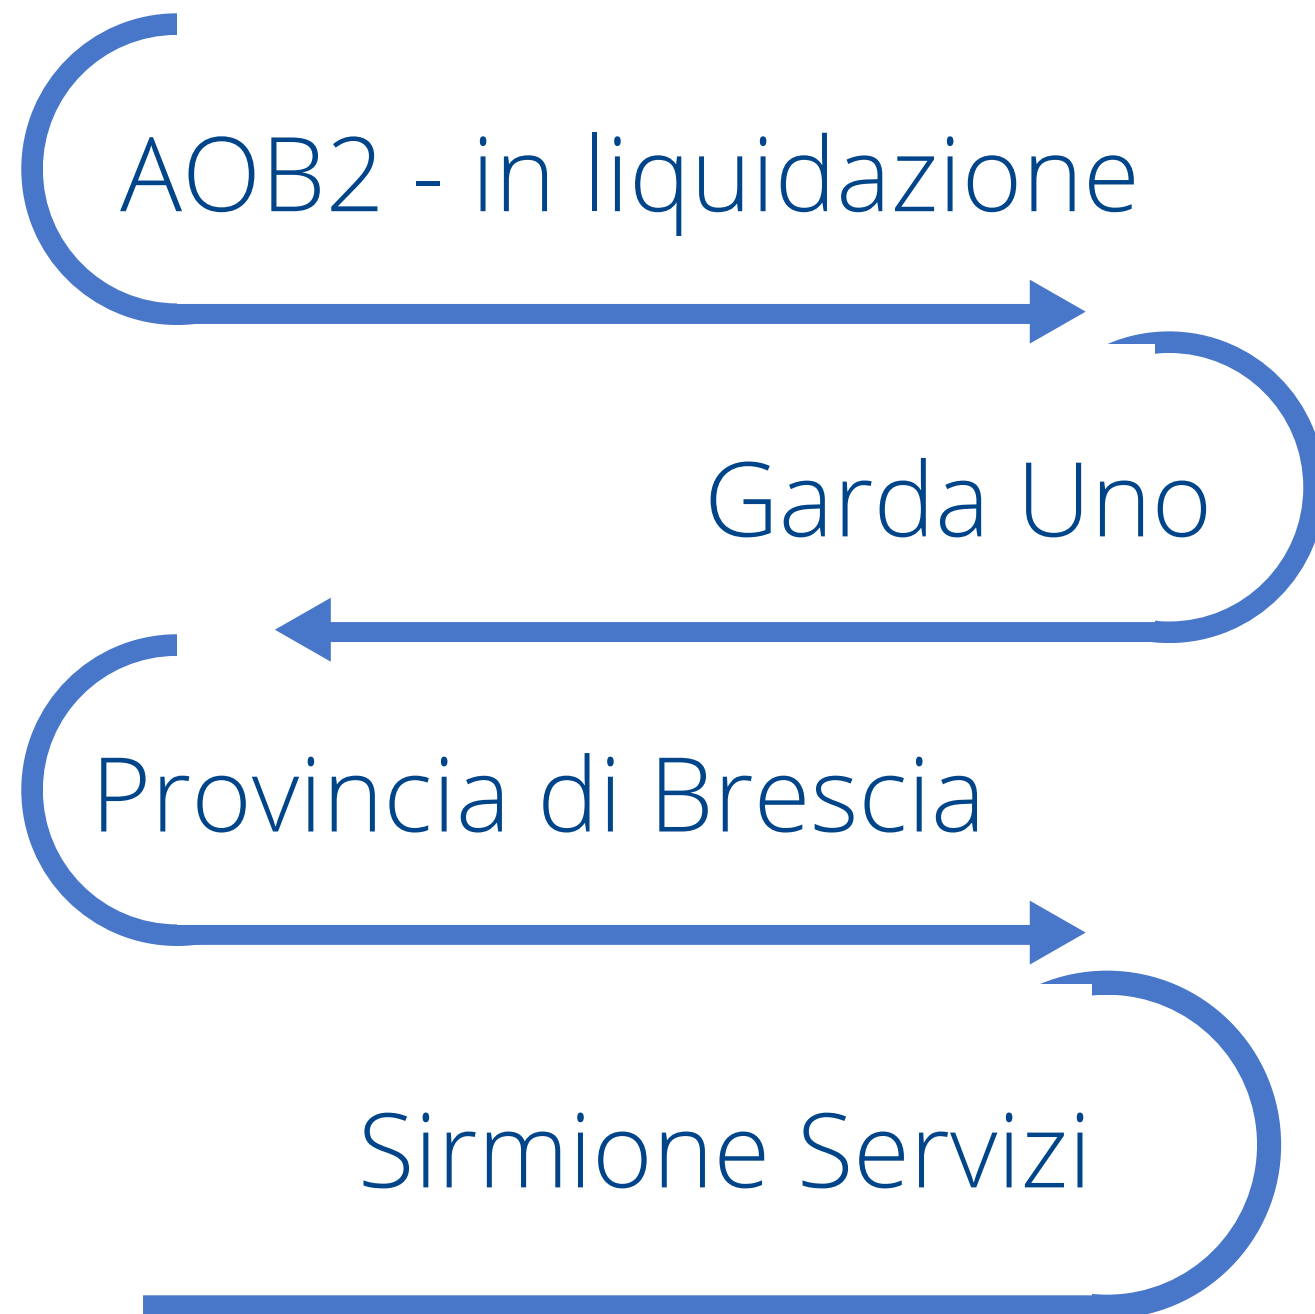 AOB2 - in liquidazione
Garda Uno
Provincia di Brescia
Sirmione Servizi